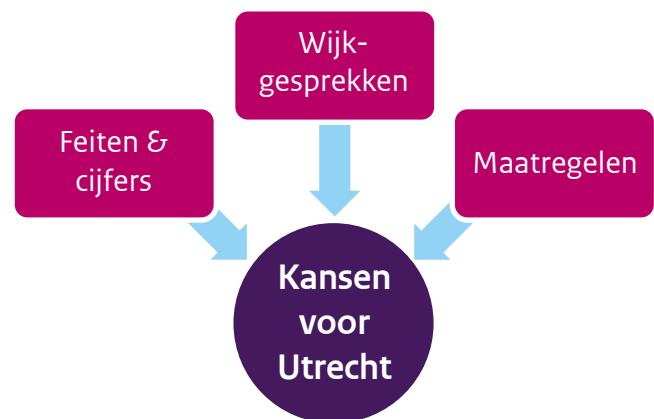 Wijk-
gesprekken
Feiten &
cijfers
Maatregelen
Kansen
voor
Utrecht